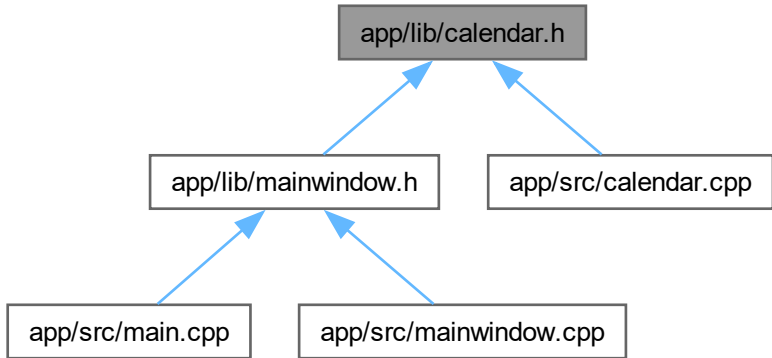 app/lib/calendar.h
app/lib/mainwindow.h
app/src/calendar.cpp
app/src/main.cpp
app/src/mainwindow.cpp